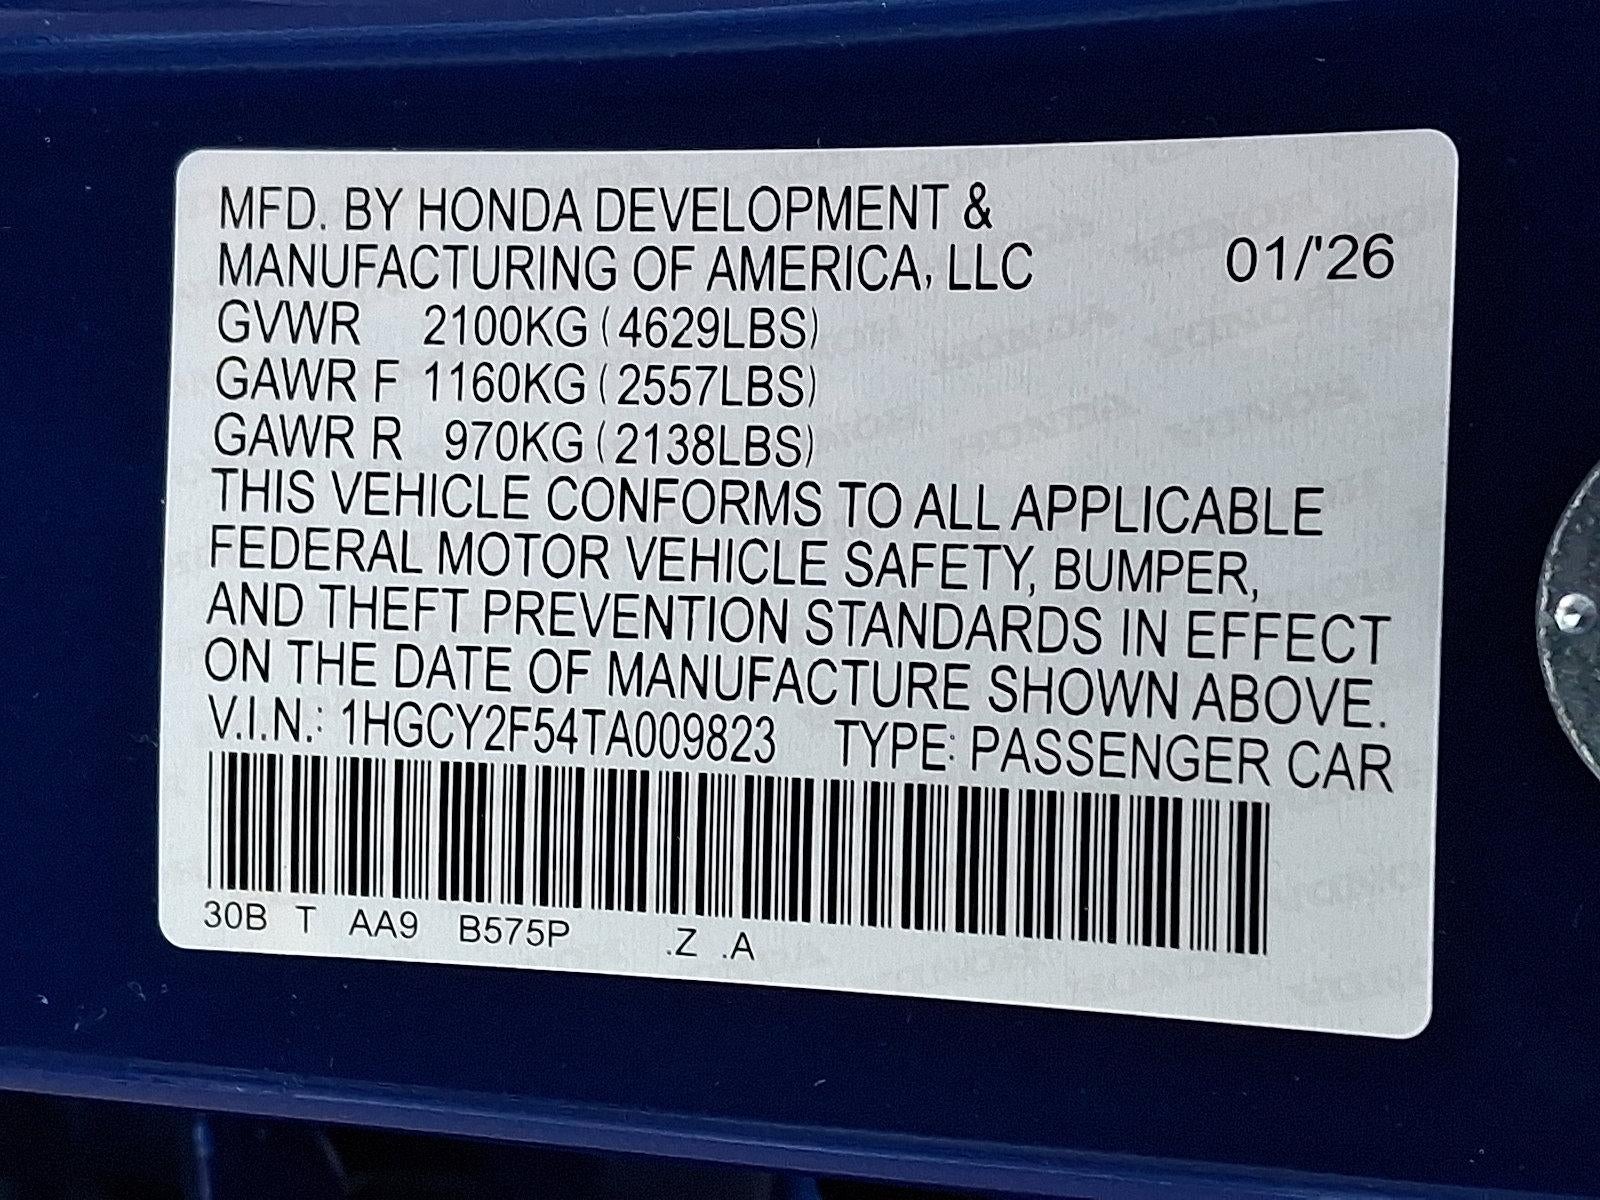 MFD. BY HONDA DEVELOPMENT &
MANUFACTURING OF AMERICA, LLC 01/'26
GVWR 2100KG (4629LBS)
GAWR F 1160KG (2557LBS)
GAWR R 970KG (2138LBS)
THIS VEHICLE CONFORMS TO ALL APPLICABLE
FEDERAL MOTOR VEHICLE SAFETY, BUMPER,
AND THEFT PREVENTION STANDARDS IN EFFECT
ON THE DATE OF MANUFACTURE SHOWN ABOVE.
V.I.N.: 1HGCY2F54TA009823 TYPE: PASSENGER CAR
30B T AA9 B575P .Z .A